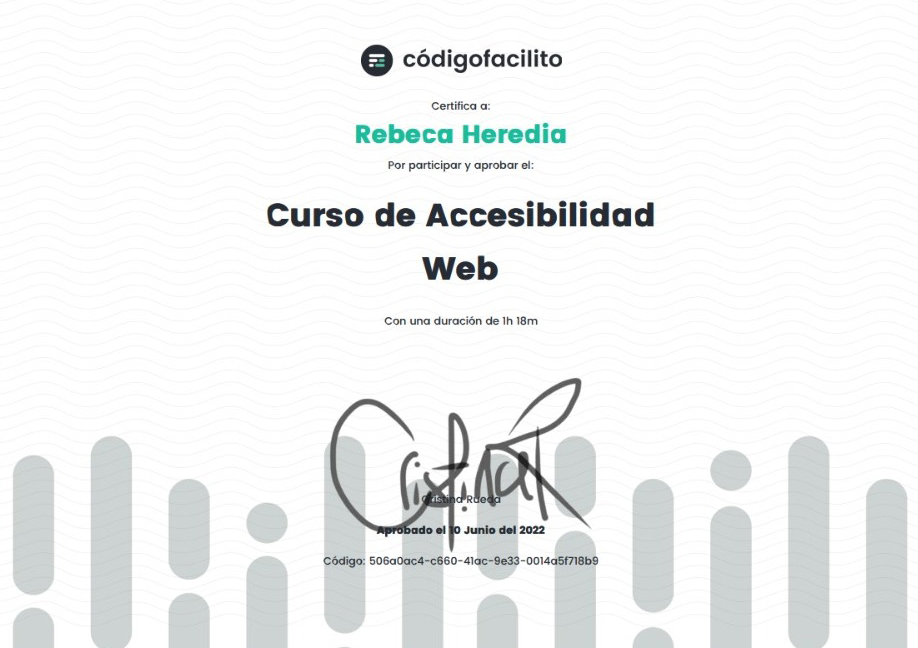 códigofacilito
Certifica a:
Rebeca Heredia
Por participar y aprobar el:
Curso de Accesibilidad
Web
Con una duración de 1h 18m
CristinaR
Cristina Rueda
Aprobado el 10 Junio del 2022
Código: 506a0ac4-c660-41ac-9e33-0014a5f718b9